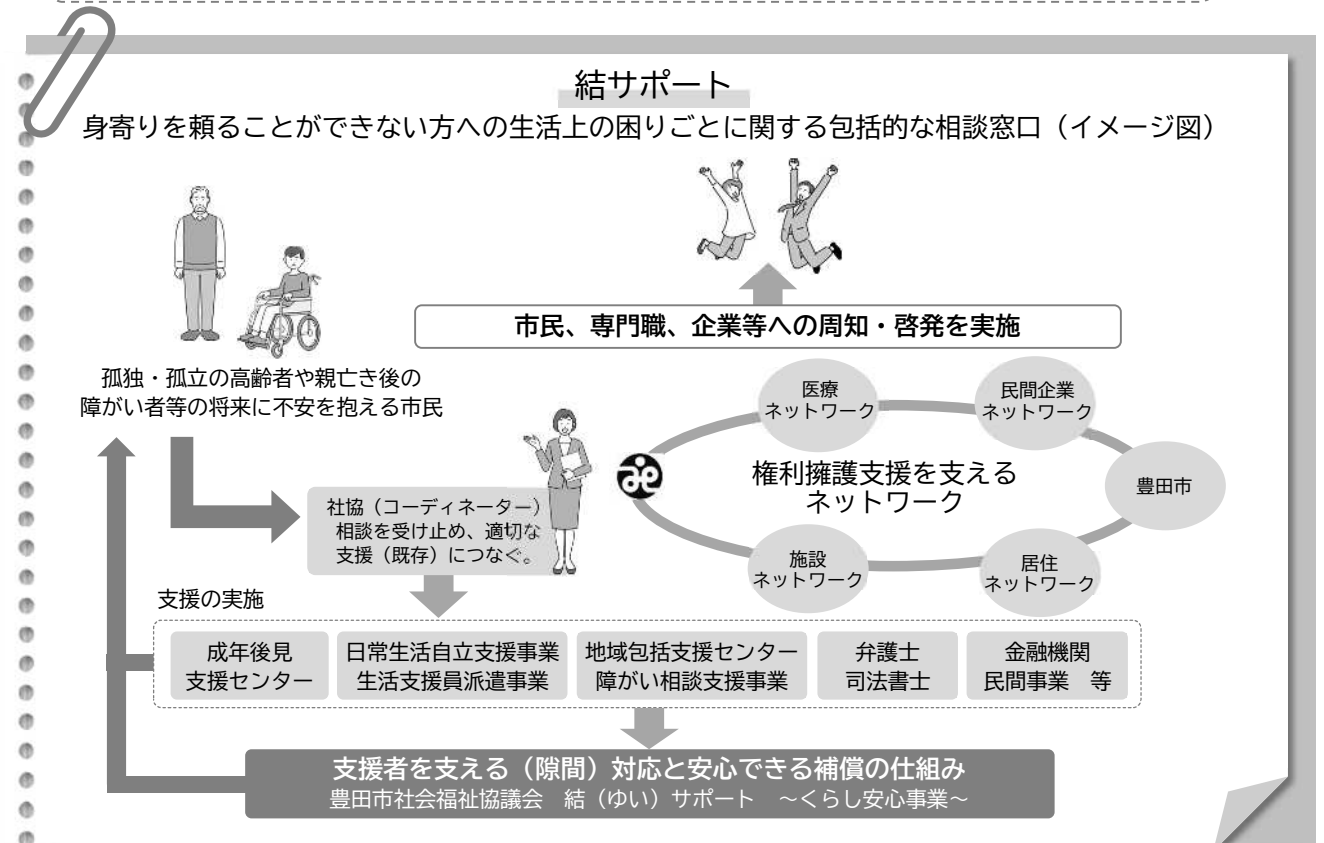 結サポート
身寄りを頼ることができない方への生活上の困りごとに関する包括的な相談窓口（イメージ図）
市民、専門職、企業等への周知・啓発を実施
孤独・孤立の高齢者や親亡き後の
障がい者等の将来に不安を抱える市民
医療
ネットワーク
民間企業
ネットワーク
権利擁護支援を支える
ネットワーク
豊田市
社協（コーディネーター）
相談を受け止め、適切な
支援（既存）につなぐ。
施設
ネットワーク
居住
ネットワーク
支援の実施
成年後見
支援センター
日常生活自立支援事業
生活支援員派遣事業
地域包括支援センター
障がい相談支援事業
弁護士
司法書士
金融機関
民間事業　等
支援者を支える（隙間）対応と安心できる補償の仕組み
豊田市社会福祉協議会　結（ゆい）サポート　～くらし安心事業～